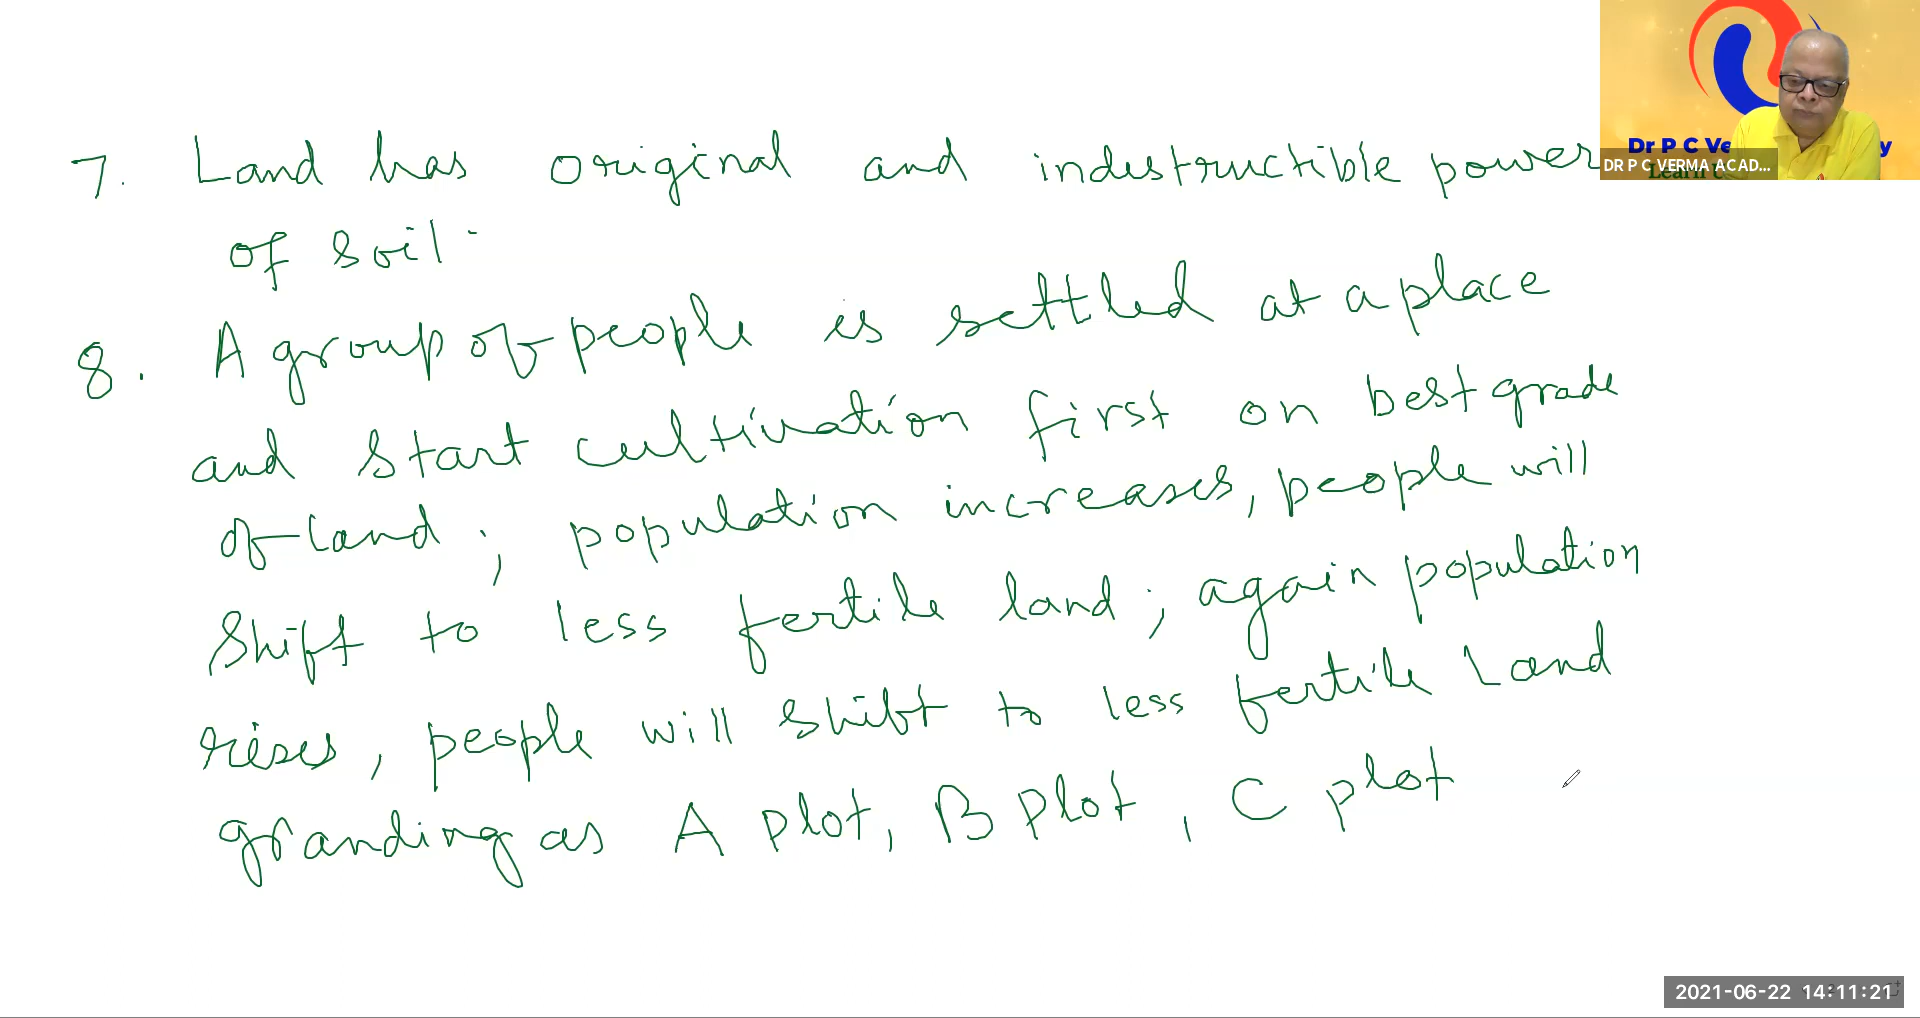 7. Land has original and indestructible power
of soil.
8. A group of people is settled at a place
and start cultivation first on best grade
of land ; population increases, people will
shift to less fertile land ; again population
rises, people will shift to less fertile Land
granding as A plot, B plot, C plot
Dr P C Ve
y
DR P C VERMA ACAD...
2021-06-22 14:11:21